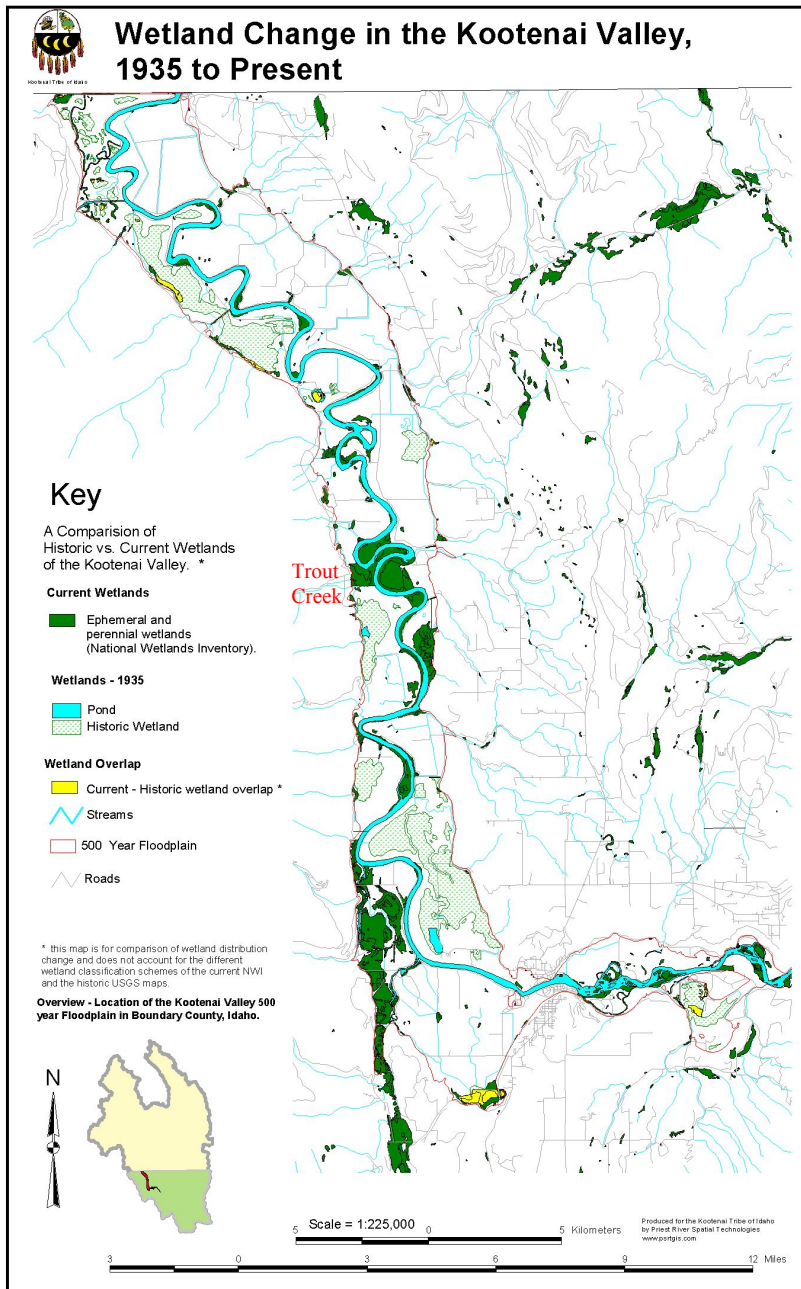 Wetland Change in the Kootenai Valley,
1935 to Present
Kootenai Tribe of Idaho
Key
A Comparision of
Historic vs. Current Wetlands
of the Kootenai Valley. *
Current Wetlands
Ephemeral and
perennial wetlands
(National Wetlands Inventory).
Wetlands - 1935
Pond
Historic Wetland
Wetland Overlap
Current - Historic wetland overlap *
Streams
500 Year Floodplain
Roads
Trout
Creek
* this map is for comparison of wetland distribution
change and does not account for the different
wetland classification schemes of the current NWI
and the historic USGS maps.
Overview - Location of the Kootenai Valley 500
year Floodplain in Boundary County, Idaho.
N
Scale = 1:225,000
5 0 5 Kilometers
3 0 3 6 9 12 Miles
Produced for the Kootenai Tribe of Idaho
by Priest River Spatial Technologies
www.psrtgis.com